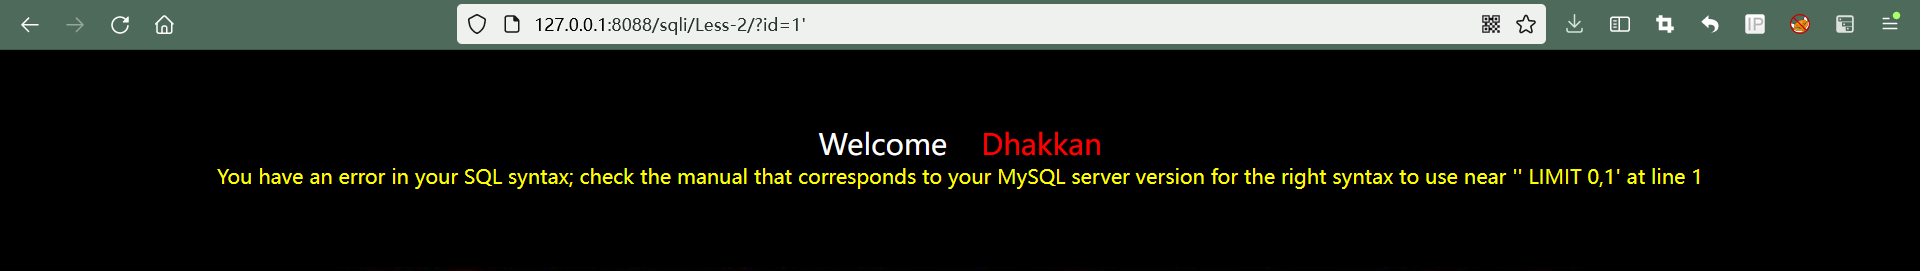 127.0.0.1:8088/sqli/Less-2/?id=1'
IP
Welcome Dhakkan
You have an error in your SQL syntax; check the manual that corresponds to your MySQL server version for the right syntax to use near '' LIMIT 0,1' at line 1